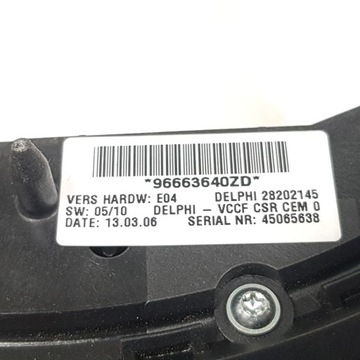 *96663640ZD*
VERS HARDW: E04 DELPHI 28202145
SW: 05/10 DELPHI - VCCF CSR CEM 0
DATE: 13.03.06 SERIAL NR: 45065638